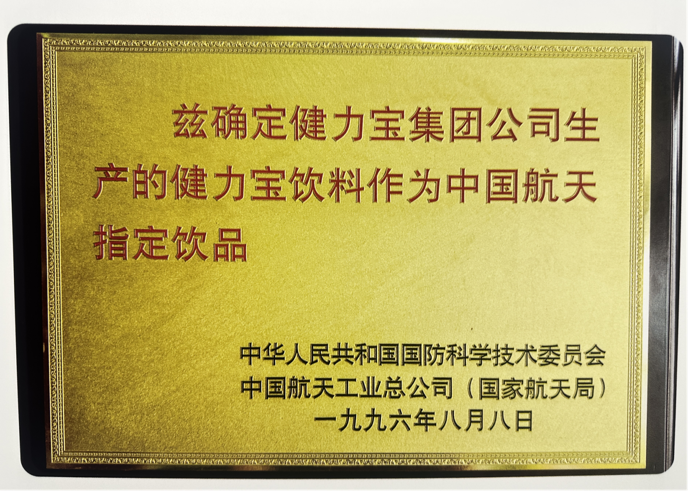 兹确定健力宝集团公司生
产的健力宝饮料作为中国航天
指定饮品
中华人民共和国国防科学技术委员会
中国航天工业总公司（国家航天局）
一九九六年八月八日